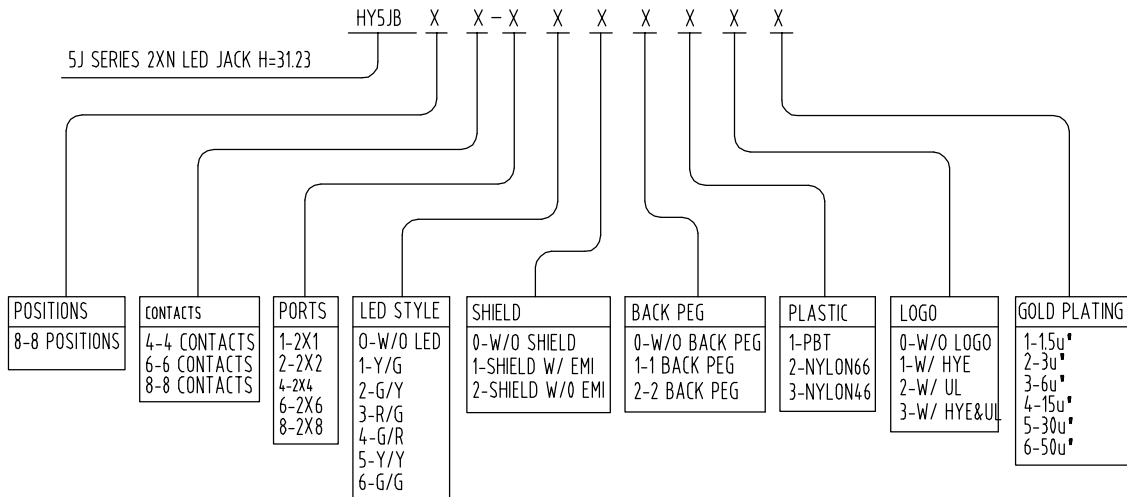 HY5JB X X-X X X X X X X
5J SERIES 2XN LED JACK H=31.23
POSITIONS
8-8 POSITIONS
CONTACTS
4-4 CONTACTS
6-6 CONTACTS
8-8 CONTACTS
PORTS
1-2X1
2-2X2
4-2X4
6-2X6
8-2X8
LED STYLE
0-W/O LED
1-Y/G
2-G/Y
3-R/G
4-G/R
5-Y/Y
6-G/G
SHIELD
0-W/O SHIELD
1-SHIELD W/ EMI
2-SHIELD W/O EMI
BACK PEG
0-W/O BACK PEG
1-1 BACK PEG
2-2 BACK PEG
PLASTIC
1-PBT
2-NYLON66
3-NYLON46
LOGO
0-W/O LOGO
1-W/ HYE
2-W/ UL
3-W/ HYE&UL
GOLD PLATING
1-1.5u"
2-3u"
3-6u"
4-15u"
5-30u"
6-50u"